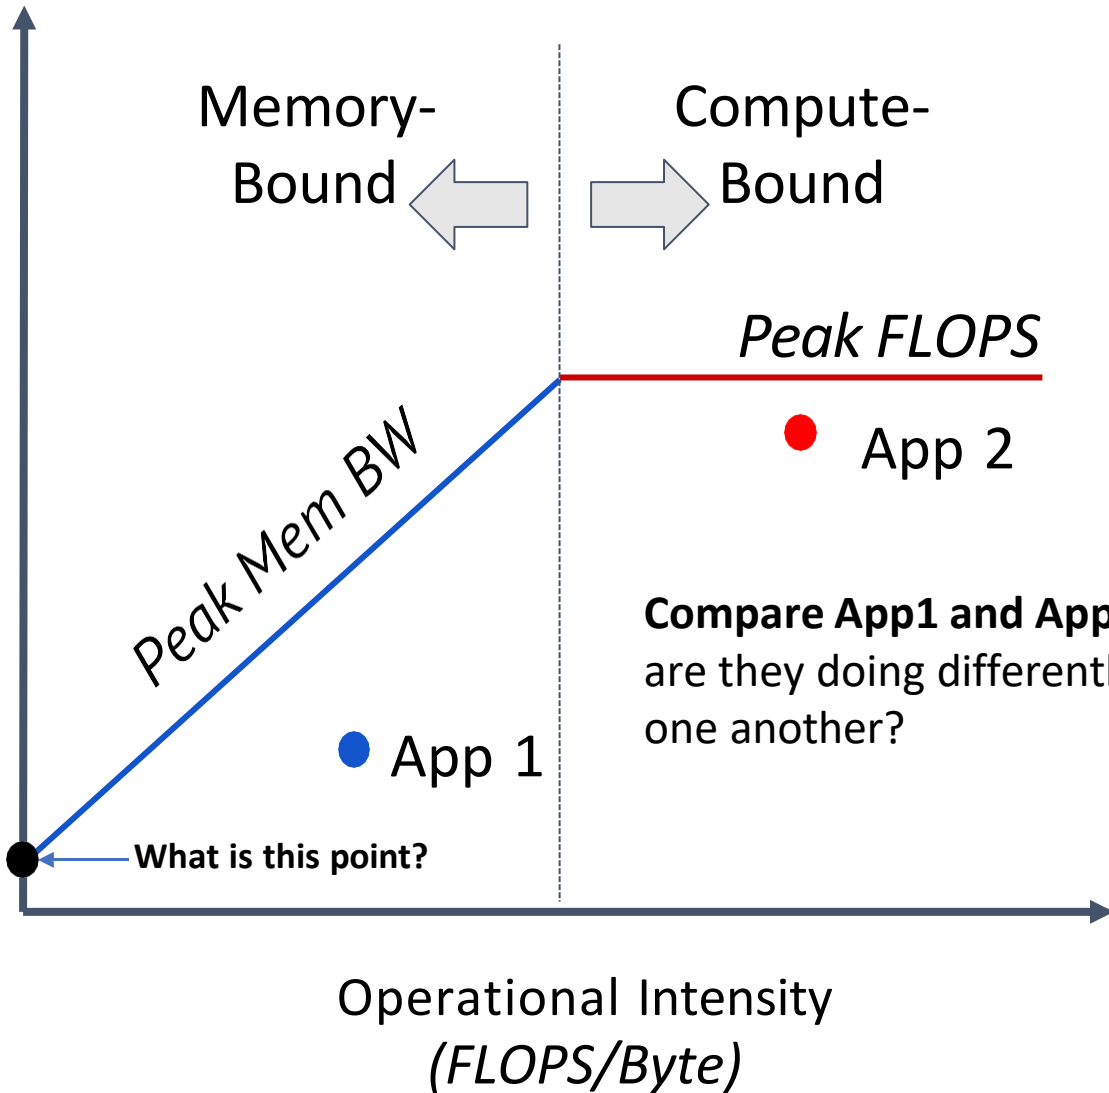 Memory-
Bound
Compute-
Bound
Peak FLOPS
Peak Mem BW
App 2
Compare App1 and App
are they doing different
one another?
App 1
What is this point?
Operational Intensity
(FLOPS/Byte)